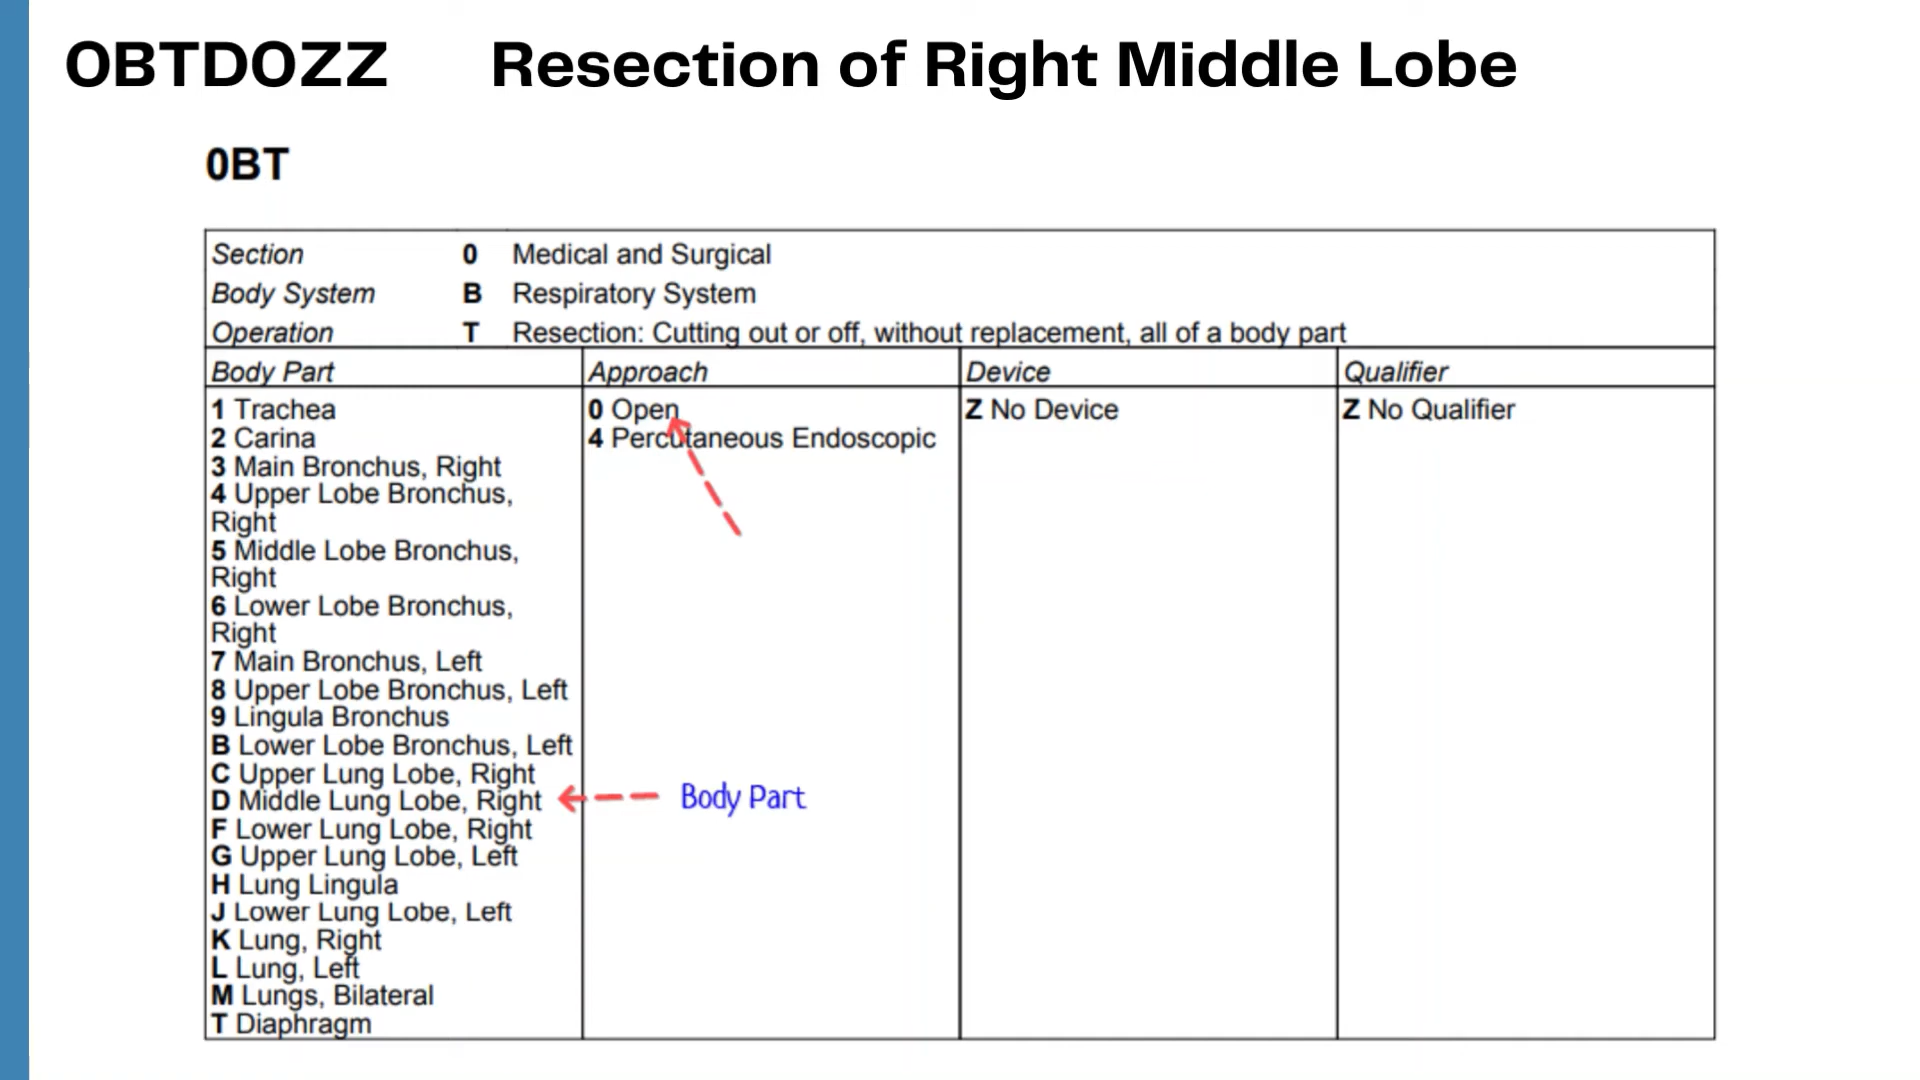 0BTD0ZZ Resection of Right Middle Lobe
0BT
Section 0 Medical and Surgical
Body System B Respiratory System
Operation T Resection: Cutting out or off, without replacement, all of a body part
Body Part Approach Device Qualifier
1 Trachea 0 Open Z No Device Z No Qualifier
2 Carina 4 Percutaneous Endoscopic
3 Main Bronchus, Right
4 Upper Lobe Bronchus,
Right
5 Middle Lobe Bronchus,
Right
6 Lower Lobe Bronchus,
Right
7 Main Bronchus, Left
8 Upper Lobe Bronchus, Left
9 Lingula Bronchus
B Lower Lobe Bronchus, Left
C Upper Lung Lobe, Right
D Middle Lung Lobe, Right Body Part
F Lower Lung Lobe, Right
G Upper Lung Lobe, Left
H Lung Lingula
J Lower Lung Lobe, Left
K Lung, Right
L Lung, Left
M Lungs, Bilateral
T Diaphragm